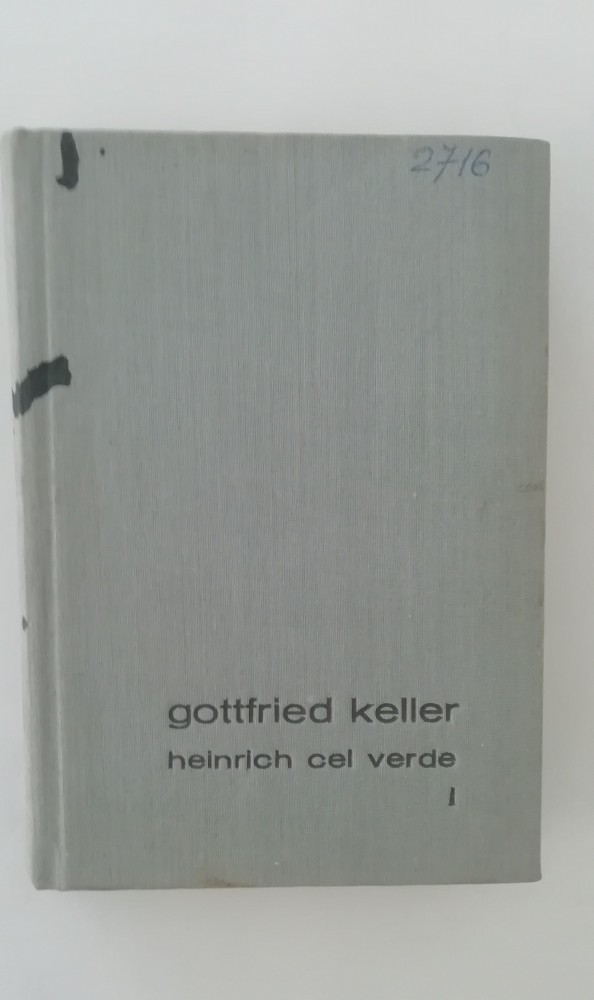 2716
gottfried keller
heinrich cel verde
I